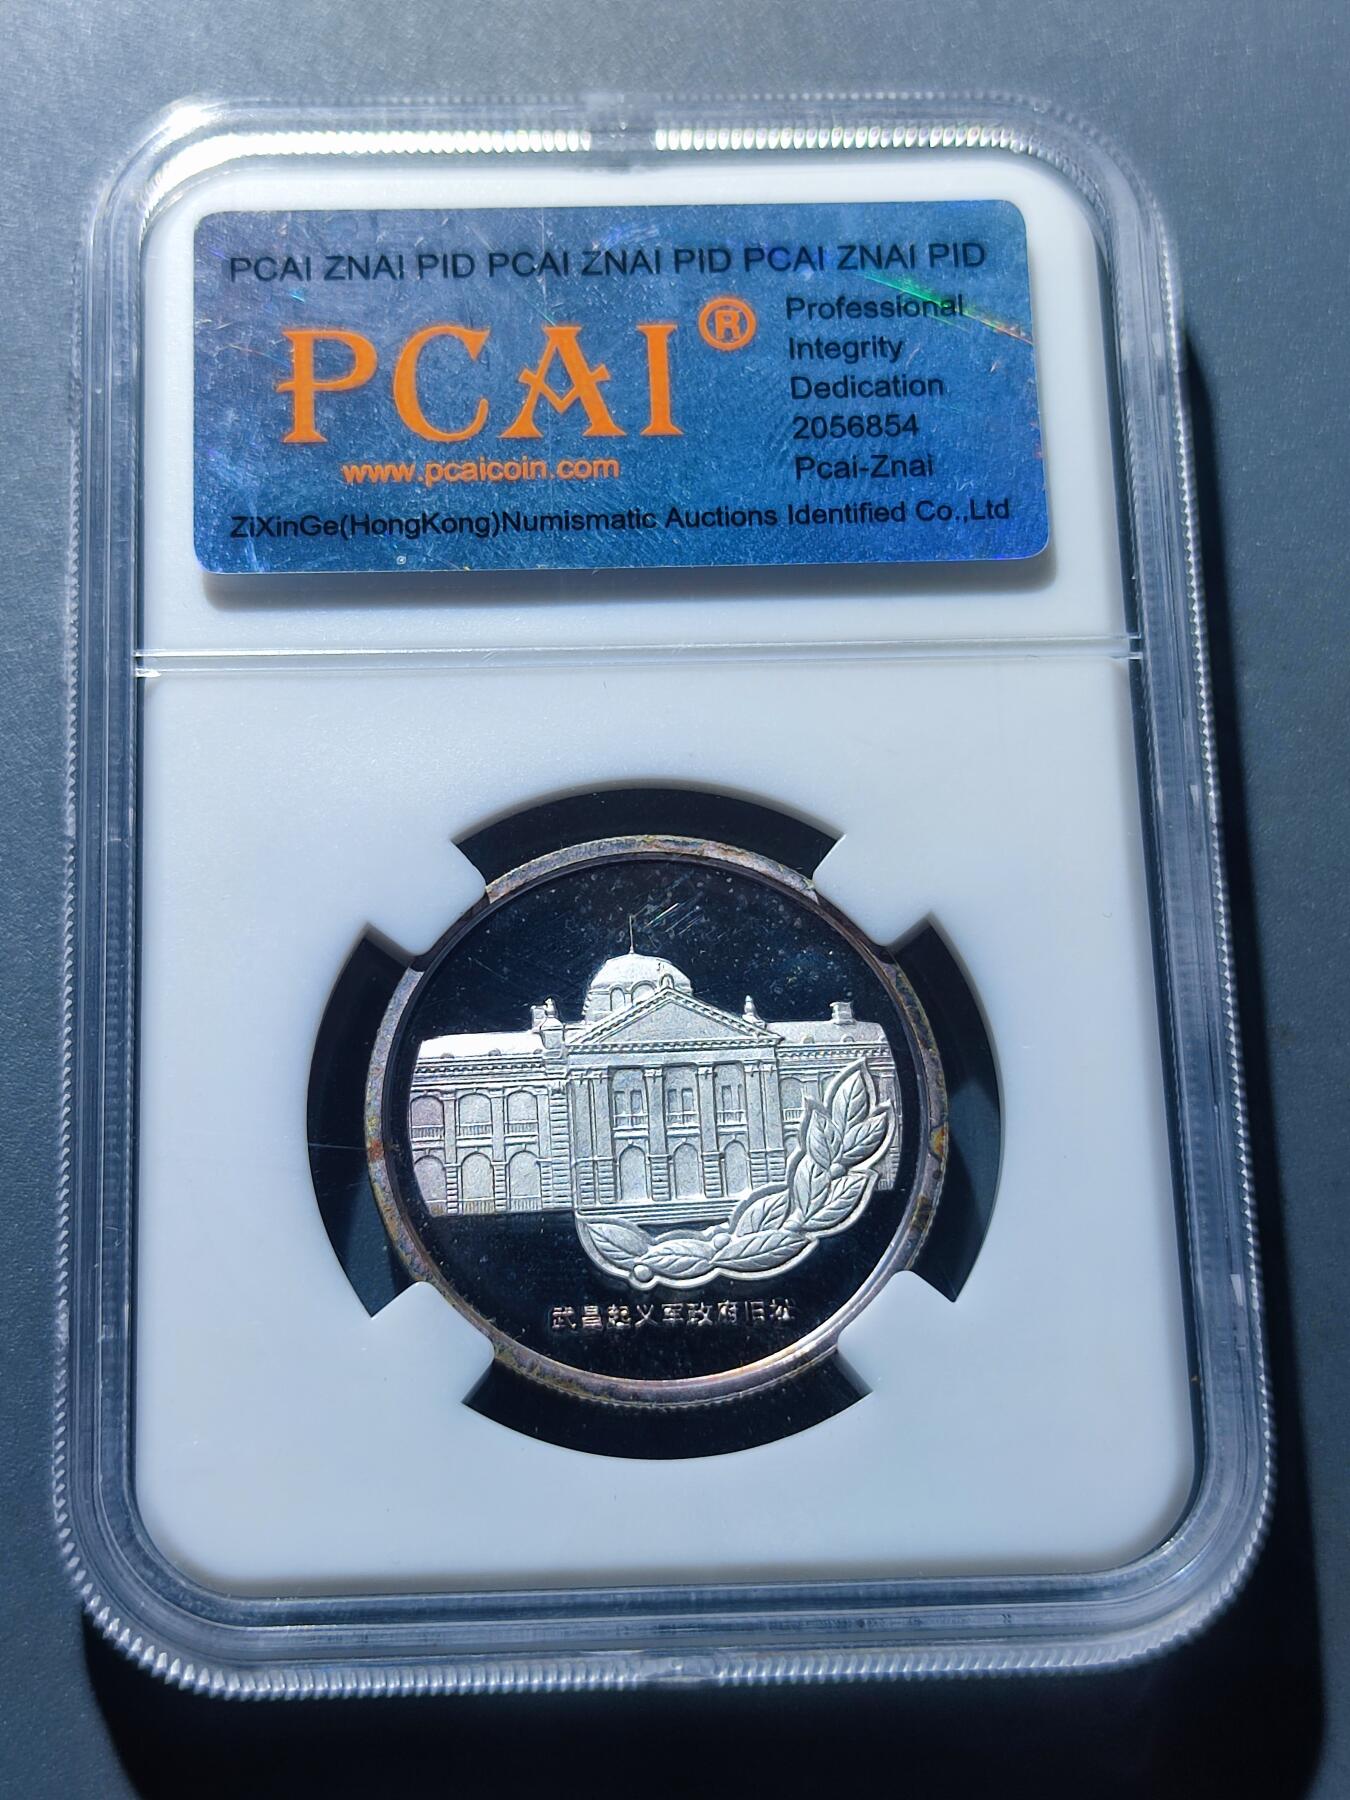 PCAI ZNAI PID PCAI ZNAI PID PCAI ZNAI PID
PCAI®
www.pcaicoin.com
Professional
Integrity
Dedication
2056854
Pcai-Znai
ZiXinGe(HongKong)Numismatic Auctions Identified Co.,Ltd
武昌起义军政府旧址